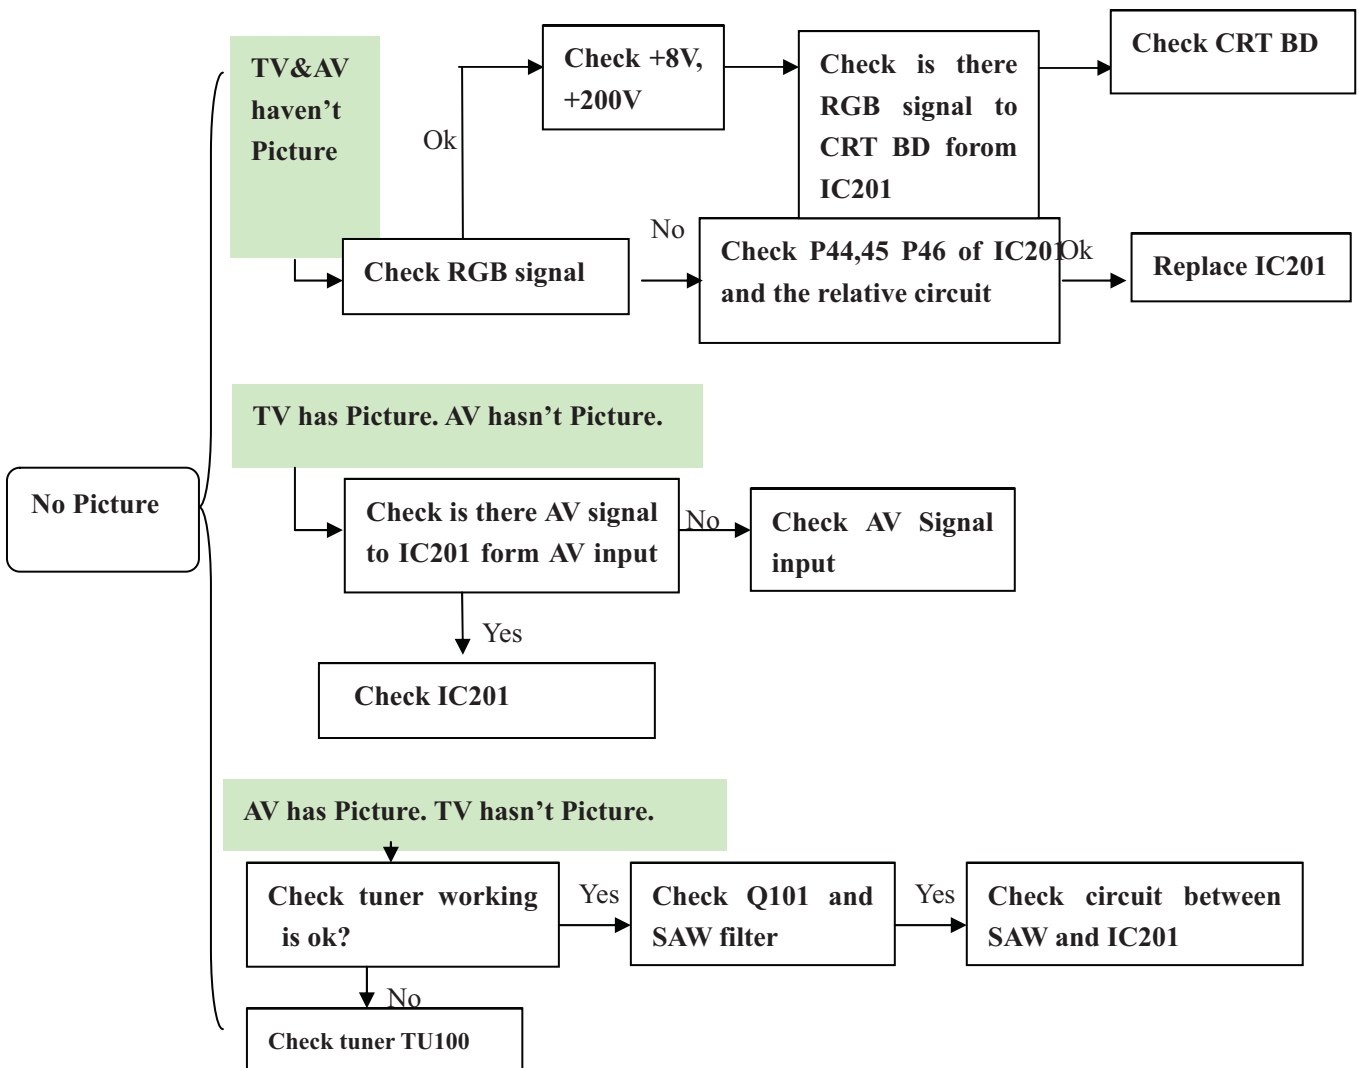 No Picture
TV&AV
haven’t
Picture
Ok
Check +8V,
+200V
Check is there
RGB signal to
CRT BD forom
IC201
Check CRT BD
Check RGB signal
No
Check P44,45 P46 of IC201
and the relative circuit
Ok
Replace IC201
TV has Picture. AV hasn’t Picture.
Check is there AV signal
to IC201 form AV input
No
Check AV Signal
input
Yes
Check IC201
AV has Picture. TV hasn’t Picture.
Check tuner working
is ok?
Yes
Check Q101 and
SAW filter
Yes
Check circuit between
SAW and IC201
No
Check tuner TU100